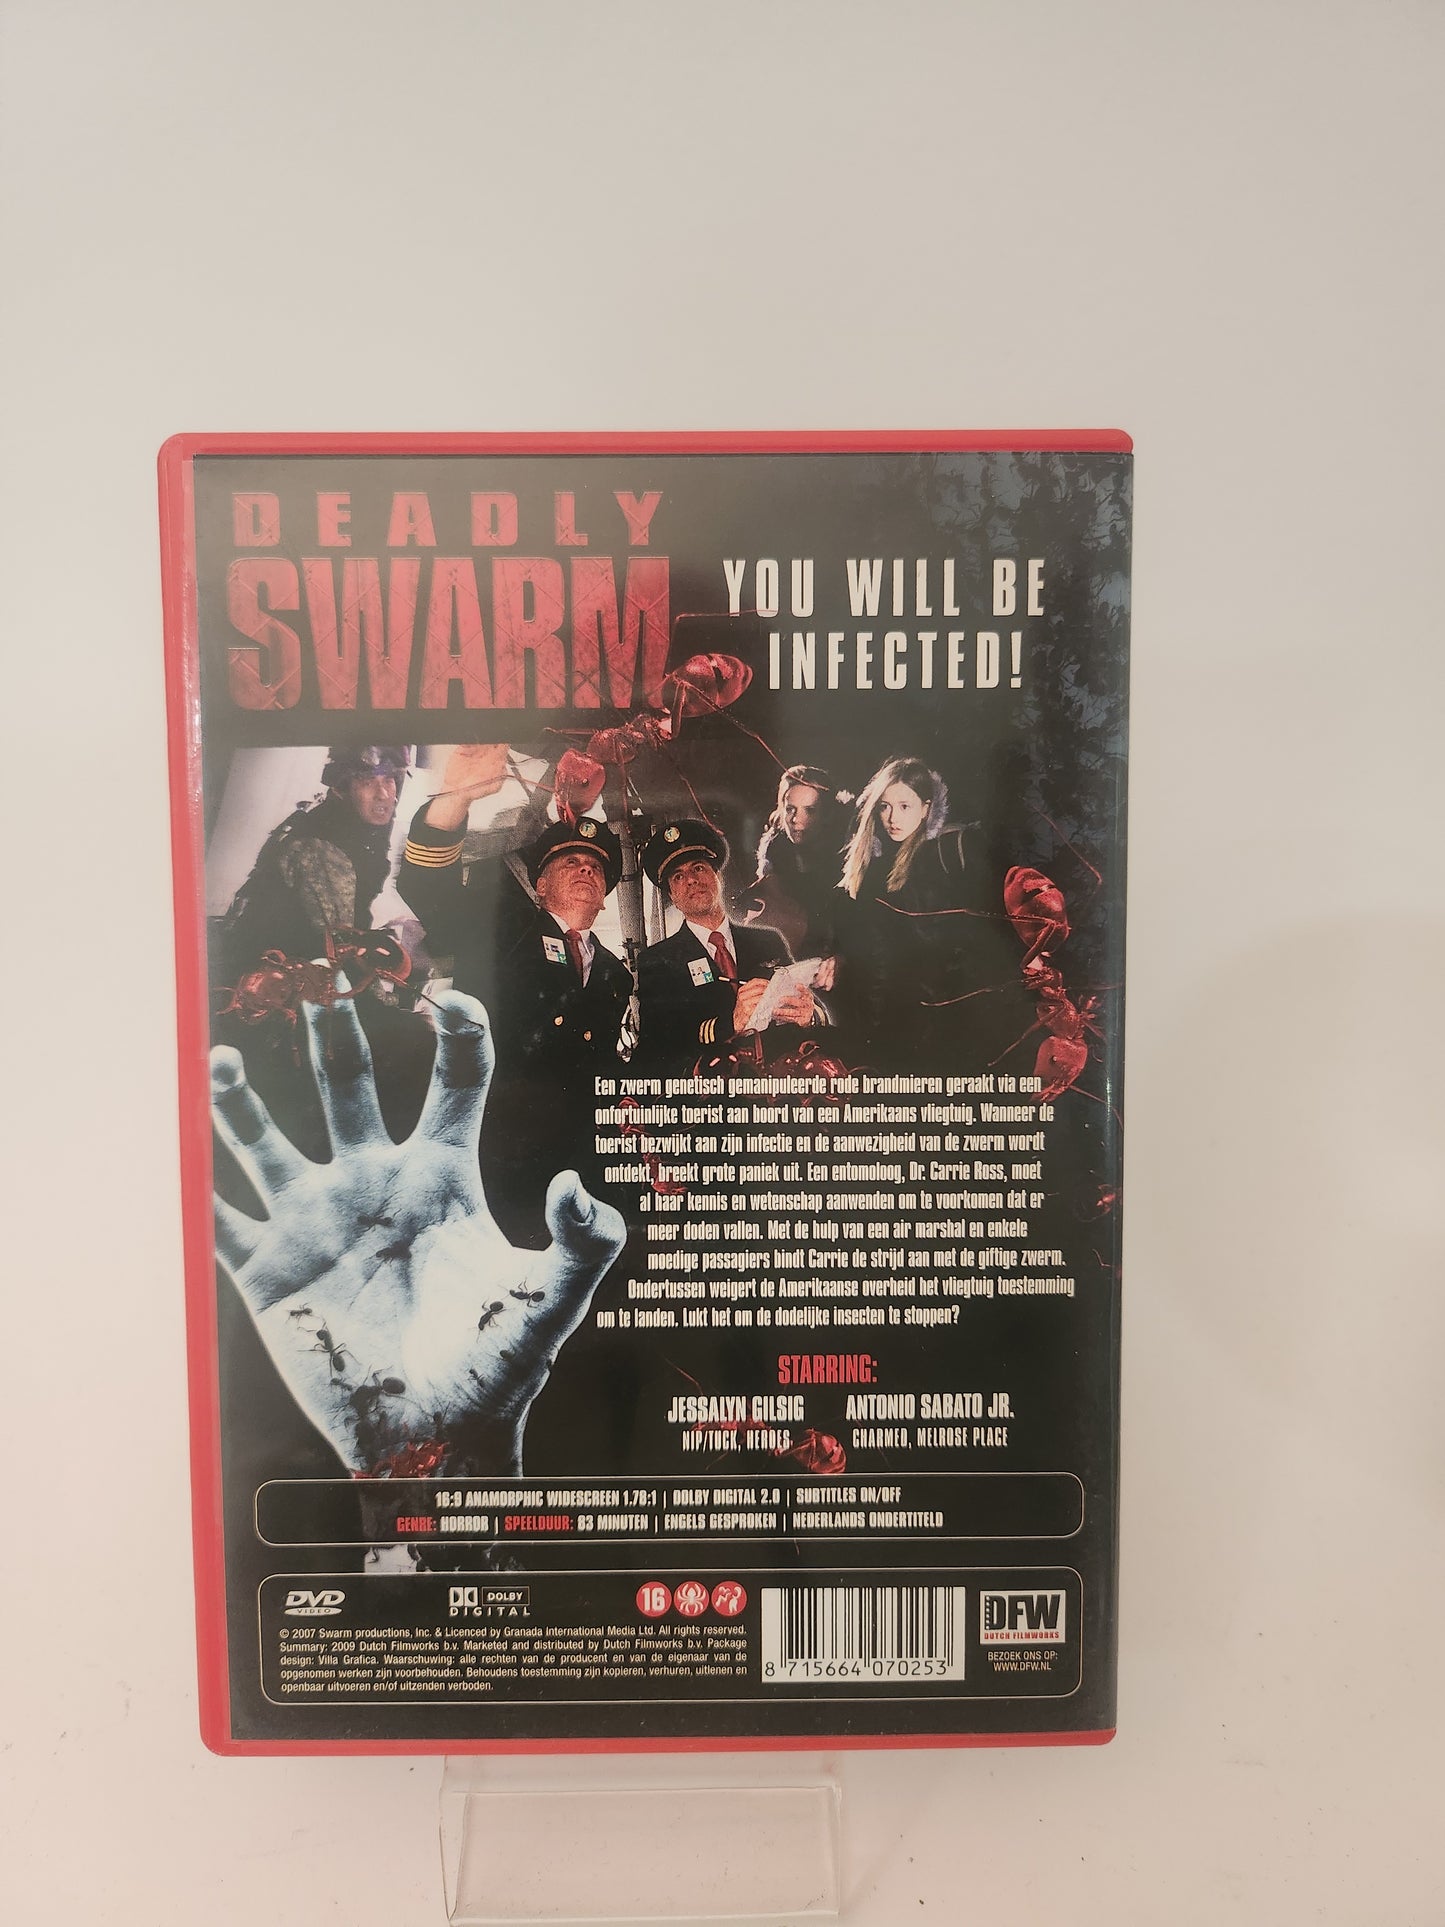 DEADLY
SWARM
YOU WILL BE
INFECTED!
Een zwerm genetisch gemanipuleerde rode brandmieren geraakt via een
onfortuinlijke toerist aan boord van een Amerikaans vliegtuig. Wanneer de
toerist bezwijkt aan zijn infectie en de aanwezigheid van de zwerm wordt
ontdekt, breekt grote paniek uit. Een entomoloog, Dr. Carrie Ross, moet
al haar kennis en wetenschap aanwenden om te voorkomen dat er
meer doden vallen. Met de hulp van een air marshal en enkele
moedige passagiers bindt Carrie de strijd aan met de giftige zwerm.
Ondertussen weigert de Amerikaanse overheid het vliegtuig toestemming
om te landen. Lukt het om de dodelijke insecten te stoppen?
STARRING:
JESSALYN GILSIG ANTONIO SABATO JR.
NIP/TUCK, HEROES CHARMED, MELROSE PLACE
16:9 ANAMORPHIC WIDESCREEN 1.78:1 | DOLBY DIGITAL 2.0 | SUBTITLES ON/OFF
GENRE: HORROR | SPEELDUUR: 83 MINUTEN | ENGELS GESPROKEN | NEDERLANDS ONDERTITELD
DVD
VIDEO
DOLBY
DIGITAL
16
© 2007 Swarm productions, Inc. & Licenced by Granada International Media Ltd. All rights reserved.
Summary: 2009 Dutch Filmworks b.v. Marketed and distributed by Dutch Filmworks b.v. Package
design: Villa Grafica. Waarschuwing: alle rechten van de producent en van de eigenaar van de
opgenomen werken zijn voorbehouden. Behoudens toestemming zijn kopieren, verhuren, uitlenen en
openbaar uitvoeren en/of uitzenden verboden.
8 715664 070253
DFW
DUTCH FILMWORKS
BEZOEK ONS OP:
WWW.DFW.NL